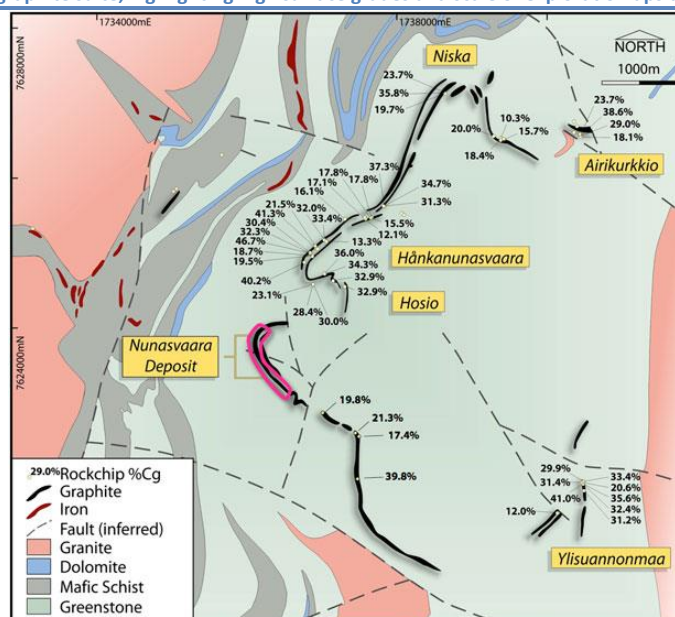 1734000mE
1738000mE
7628000mN
7624000mN
NORTH
1000m
Niska
23.7%
35.8%
19.7%
20.0%
10.3%
15.7%
18.4%
23.7%
38.6%
29.0%
18.1%
Airikurkkio
37.3%
17.8%
17.8%
17.1%
16.1%
34.7%
31.3%
21.5%
32.0%
41.3%
33.4%
30.4%
32.3%
46.7%
18.7%
19.5%
15.5%
12.1%
13.3%
36.0%
Hånkanunasvaara
34.3%
32.9%
40.2%
23.1%
32.9%
Hosio
28.4%
30.0%
Nunasvaara
Deposit
19.8%
21.3%
17.4%
39.8%
29.9%
31.4%
41.0%
12.0%
33.4%
20.6%
35.6%
32.4%
31.2%
Ylisuannonmaa
29.0% Rockchip %Cg
Graphite
Iron
Fault (inferred)
Granite
Dolomite
Mafic Schist
Greenstone